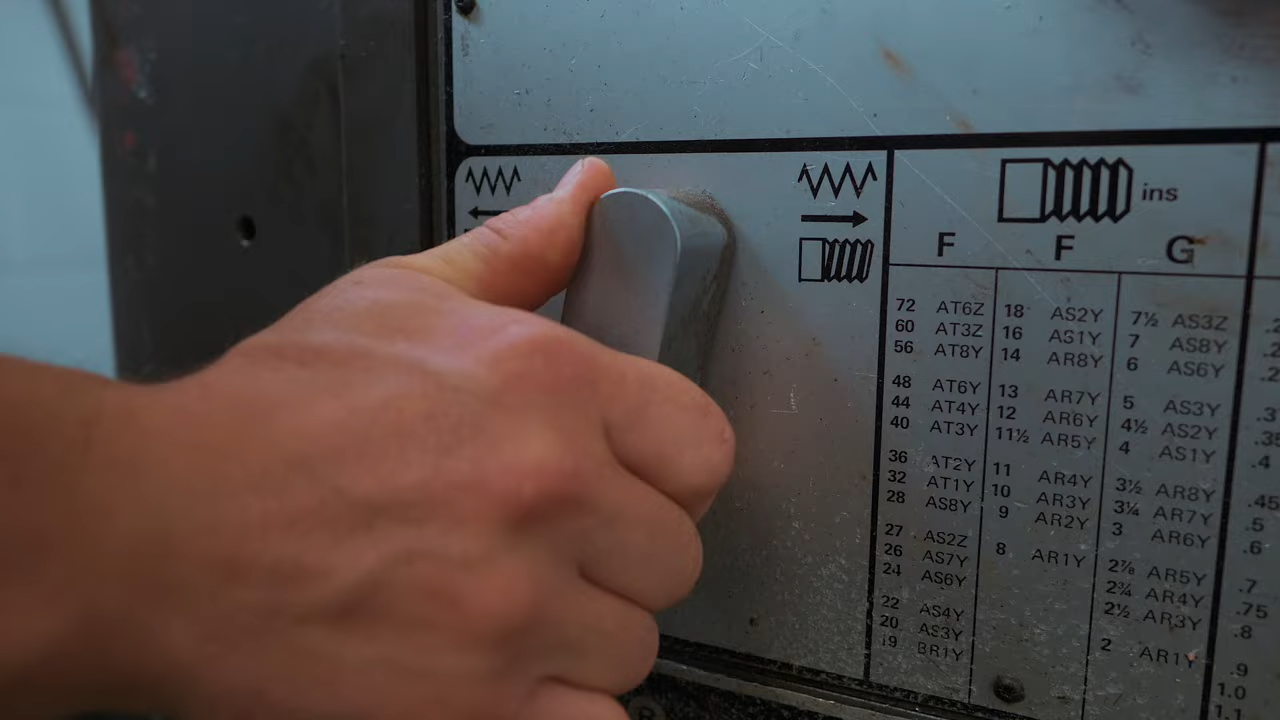 ins
F F G
72 AT6Z 18 AS2Y 7½ AS3Z
60 AT3Z 16 AS1Y 7 AS8Y
56 AT8Y 14 AR8Y 6 AS6Y
48 AT6Y 13 AR7Y 5 AS3Y
44 AT4Y 12 AR6Y 4½ AS2Y
40 AT3Y 11½ AR5Y 4 AS1Y
36 AT2Y 11 AR4Y 3½ AR8Y
32 AT1Y 10 AR3Y 3¼ AR7Y
28 AS8Y 9 AR2Y 3 AR6Y
27 AS2Z 8 AR1Y 2⅞ AR5Y
26 AS7Y 2¾ AR4Y
24 AS6Y 2½ AR3Y
22 AS4Y 2 AR1Y
20 AS3Y
19 BR1Y
.45
.5
.6
.7
.75
.8
.9
1.0
1.1